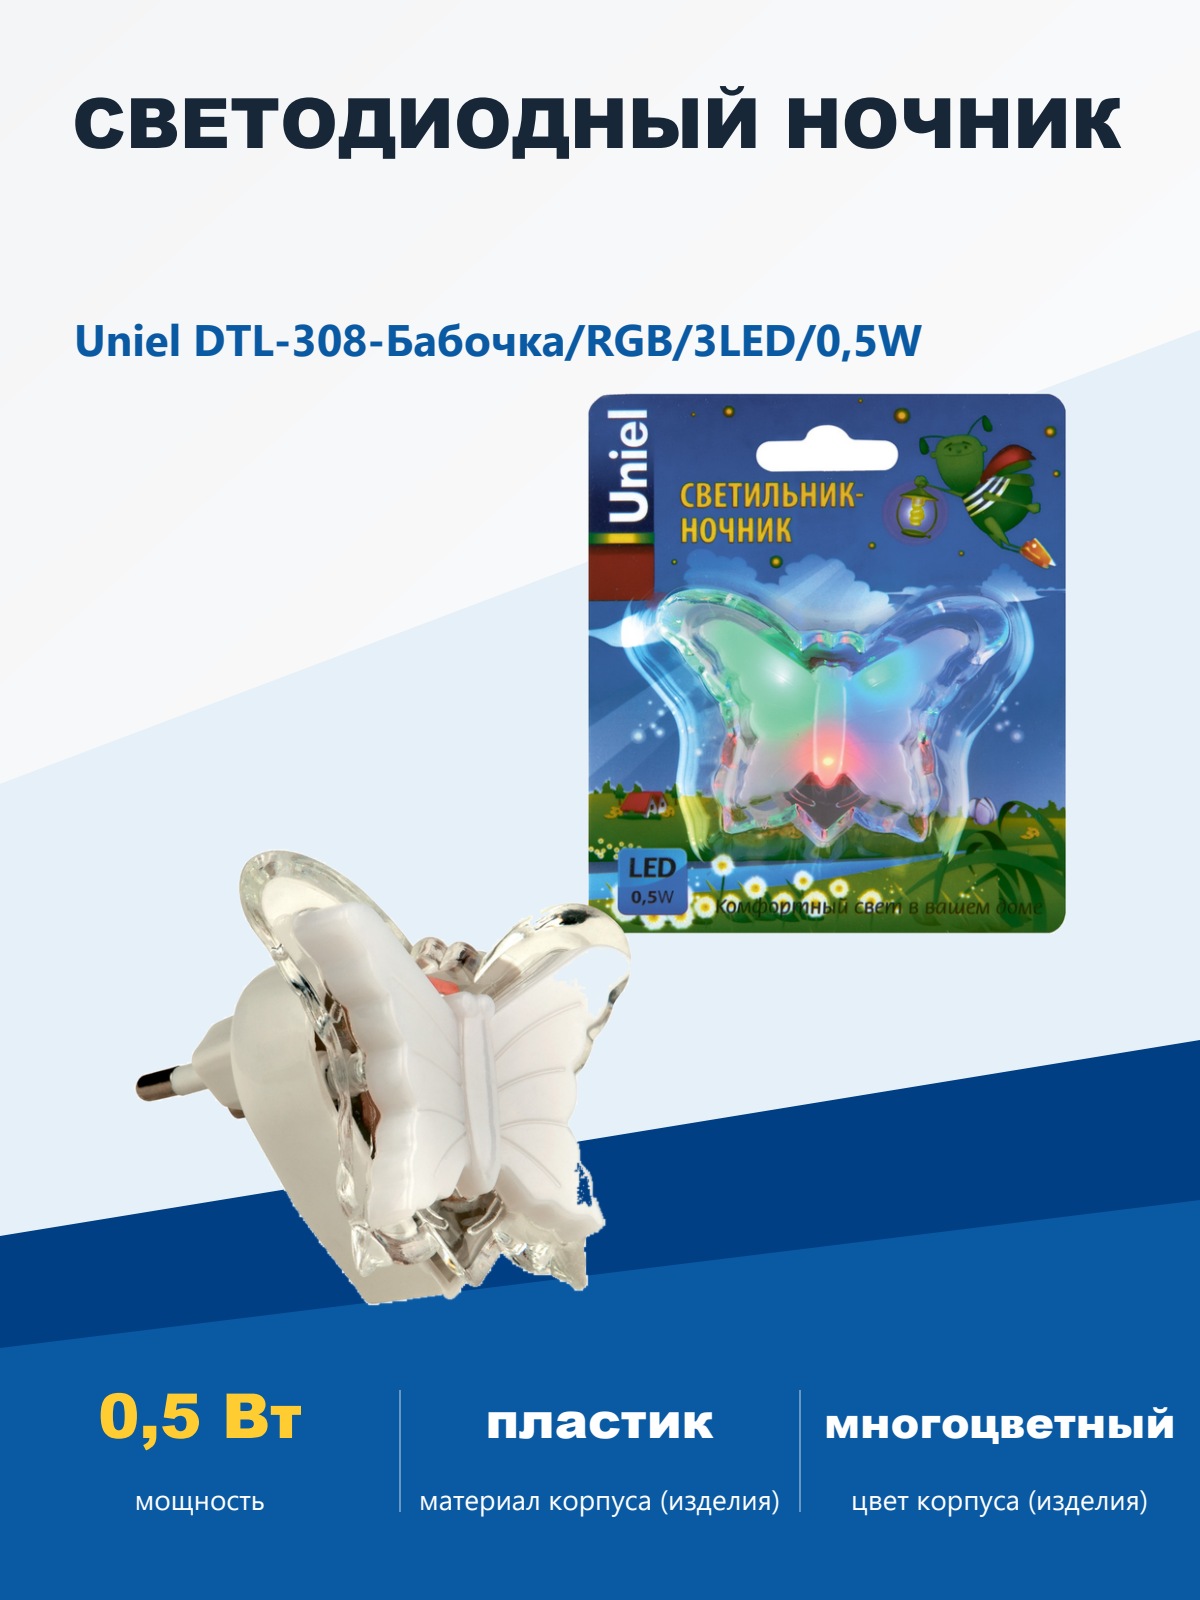 СВЕТОДИОДНЫЙ НОЧНИК
Uniel DTL-308-Бабочка/RGB/3LED/0,5W
Uniel
СВЕТИЛЬНИК-
НОЧНИК
LED
0,5W
Комфортный свет в вашем доме
0,5 Вт
мощность
пластик
материал корпуса (изделия)
многоцветный
цвет корпуса (изделия)